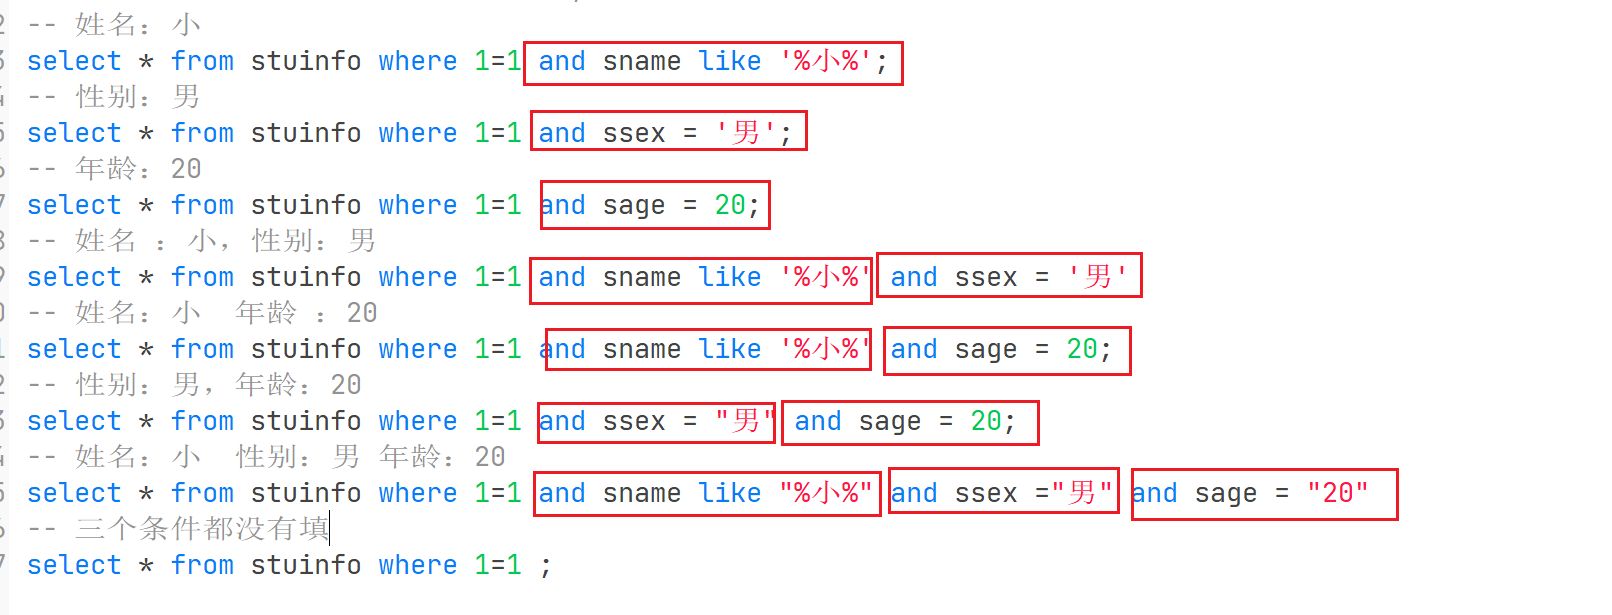 2 -- 姓名：小
3 select * from stuinfo where 1=1 and sname like '%小%';
4 -- 性别：男
5 select * from stuinfo where 1=1 and ssex = '男';
6 -- 年龄：20
7 select * from stuinfo where 1=1 and sage = 20;
8 -- 姓名 ：小，性别：男
9 select * from stuinfo where 1=1 and sname like '%小%' and ssex = '男'
0 -- 姓名：小  年龄 ：20
1 select * from stuinfo where 1=1 and sname like '%小%' and sage = 20;
2 -- 性别：男，年龄：20
3 select * from stuinfo where 1=1 and ssex = "男" and sage = 20;
4 -- 姓名：小  性别：男 年龄：20
5 select * from stuinfo where 1=1 and sname like "%小%" and ssex ="男" and sage = "20"
6 -- 三个条件都没有填
7 select * from stuinfo where 1=1 ;